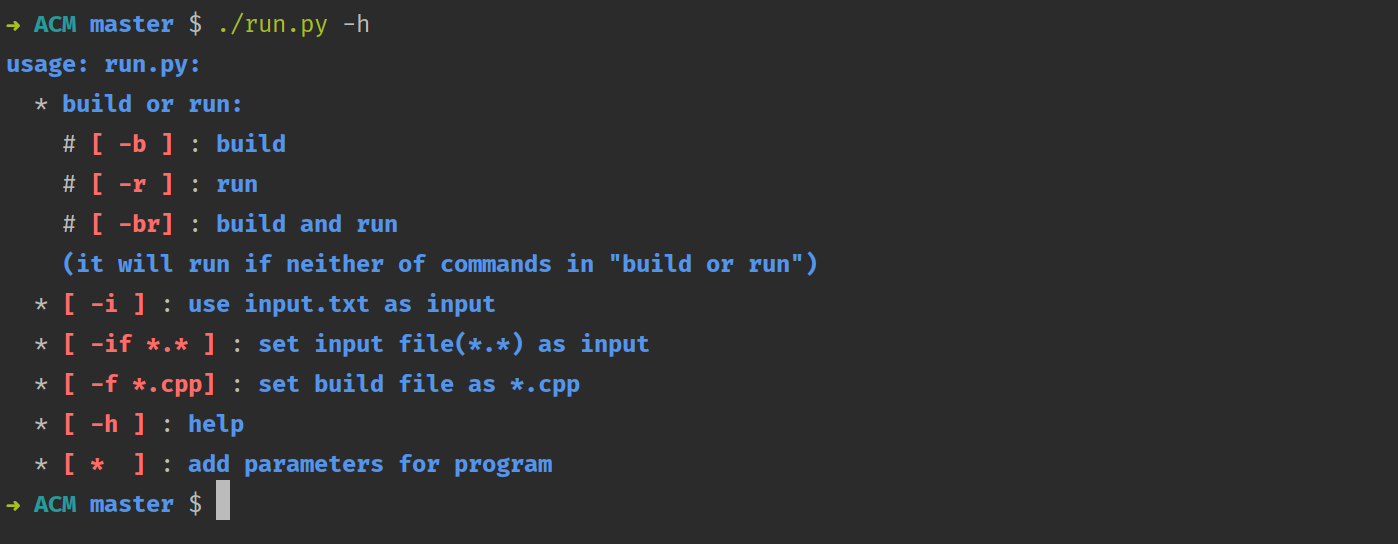 ➜ ACM master $ ./run.py -h
usage: run.py:
  * build or run:
    # [ -b ] : build
    # [ -r ] : run
    # [ -br] : build and run
    (it will run if neither of commands in "build or run")
  * [ -i ] : use input.txt as input
  * [ -if *.* ] : set input file(*.*) as input
  * [ -f *.cpp] : set build file as *.cpp
  * [ -h ] : help
  * [ *  ] : add parameters for program
➜ ACM master $